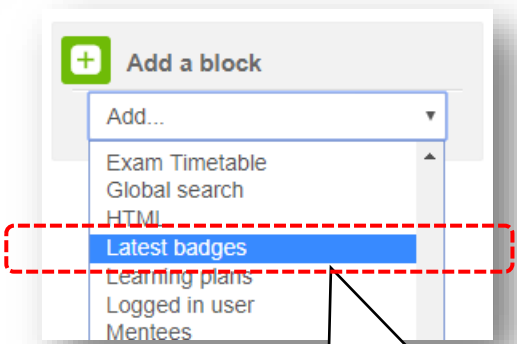 Add a block
Add...
Exam Timetable
Global search
HTML
Latest badges
Learning plans
Logged in user
Mentees